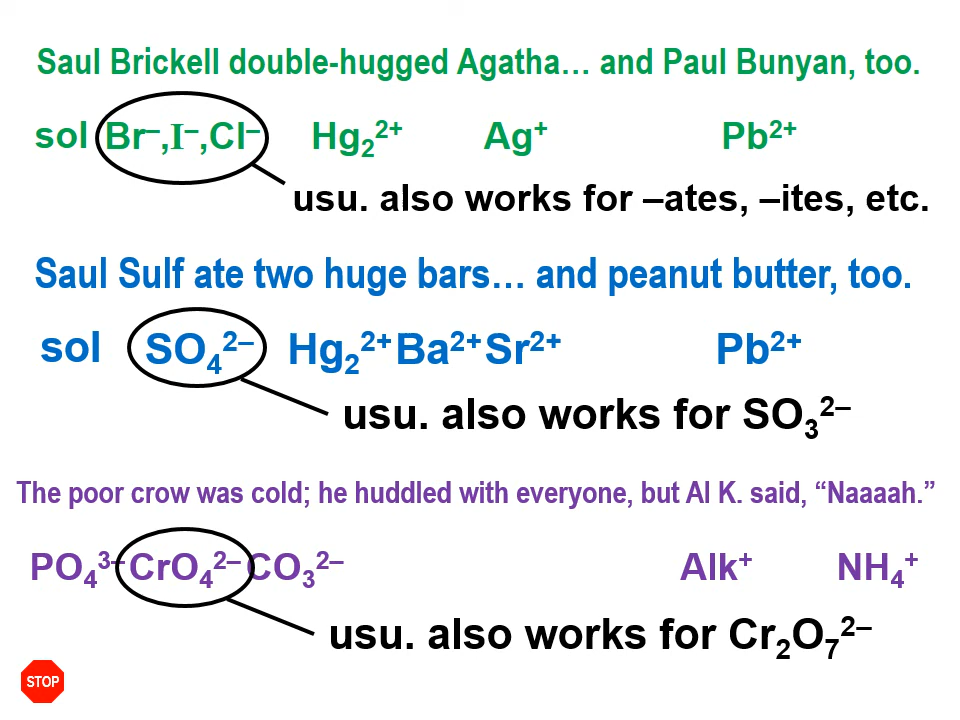 Saul Brickell double-hugged Agatha… and Paul Bunyan, too.
sol Br⁻,I⁻,Cl⁻ Hg₂²⁺ Ag⁺ Pb²⁺
usu. also works for –ates, –ites, etc.
Saul Sulf ate two huge bars… and peanut butter, too.
sol SO₄²⁻ Hg₂²⁺ Ba²⁺ Sr²⁺ Pb²⁺
usu. also works for SO₃²⁻
The poor crow was cold; he huddled with everyone, but Al K. said, “Naaaah.”
PO₄³⁻ CrO₄²⁻ CO₃²⁻ Alk⁺ NH₄⁺
usu. also works for Cr₂O₇²⁻
STOP